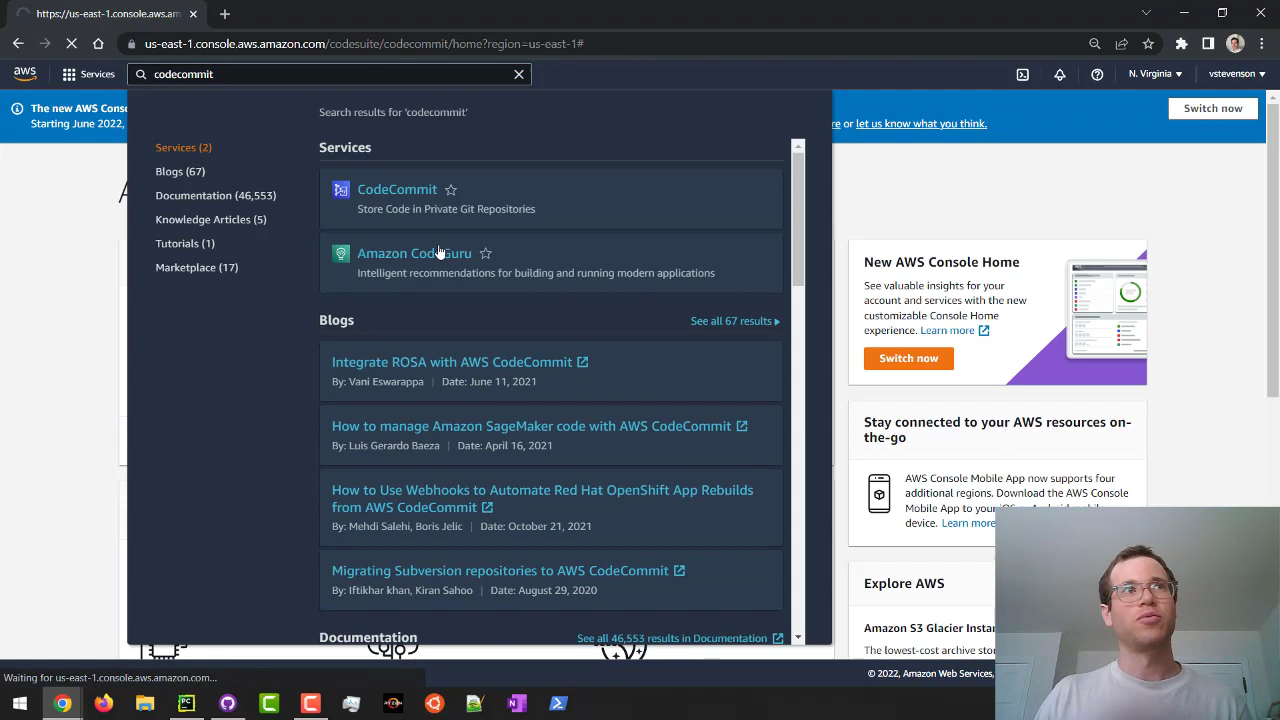 https://us-east-1.console.aws.am
us-east-1.console.aws.amazon.com/codesuite/codecommit/home?region=us-east-1#
aws
Services
codecommit
N. Virginia
vstevenson
The new AWS Conso
Starting June 2022,
re or let us know what you think.
Switch now
Search results for 'codecommit'
Services (2)
Blogs (67)
Documentation (46,553)
Knowledge Articles (5)
Tutorials (1)
Marketplace (17)
Services
CodeCommit
Store Code in Private Git Repositories
Amazon CodeGuru
Intelligent recommendations for building and running modern applications
Blogs
See all 67 results
Integrate ROSA with AWS CodeCommit
By: Vani Eswarappa | Date: June 11, 2021
How to manage Amazon SageMaker code with AWS CodeCommit
By: Luis Gerardo Baeza | Date: April 16, 2021
How to Use Webhooks to Automate Red Hat OpenShift App Rebuilds
from AWS CodeCommit
By: Mehdi Salehi, Boris Jelic | Date: October 21, 2021
Migrating Subversion repositories to AWS CodeCommit
By: Iftikhar khan, Kiran Sahoo | Date: August 29, 2020
Documentation
See all 46,553 results in Documentation
New AWS Console Home
See valuable insights for your
account and services with the
new customizable Console Home
experience. Learn more
Switch now
Stay connected to your AWS resources on-
the-go
AWS Console Mobile App now supports four
additional regions. Download the AWS Console
Mobile App to your iOS or Android mobile
device. Learn more
Explore AWS
Amazon S3 Glacier Instan
The lowest-cost archive stor
© 2022, Amazon Web Services,
Waiting for us-east-1.console.aws.amazon.com...
PC
RYZEN
N